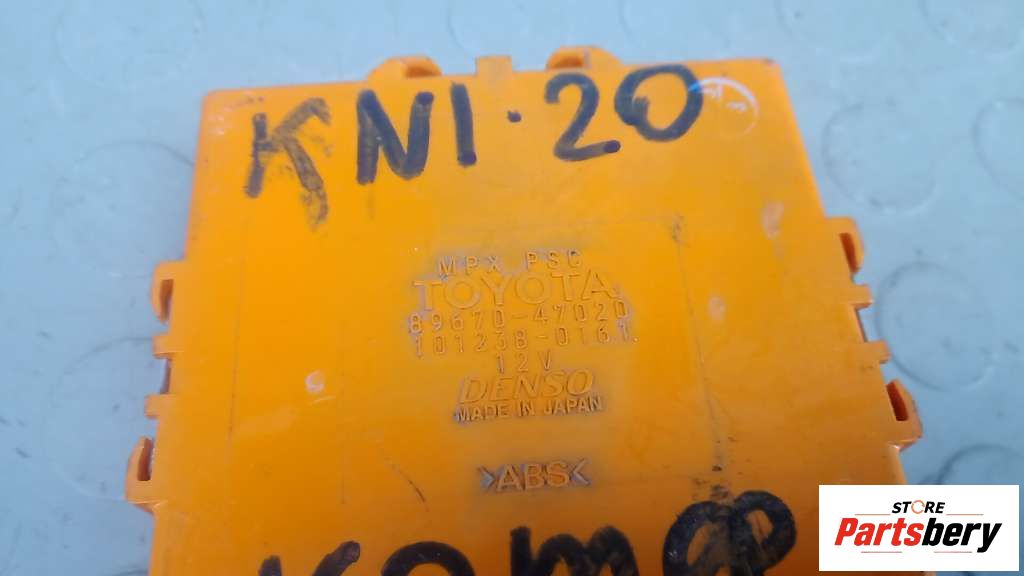 KNI·20
MPX PSC
TOYOTA
89670-47020
101238-0161
12V
DENSO
MADE IN JAPAN
>ABS<
STORE
Partsbery